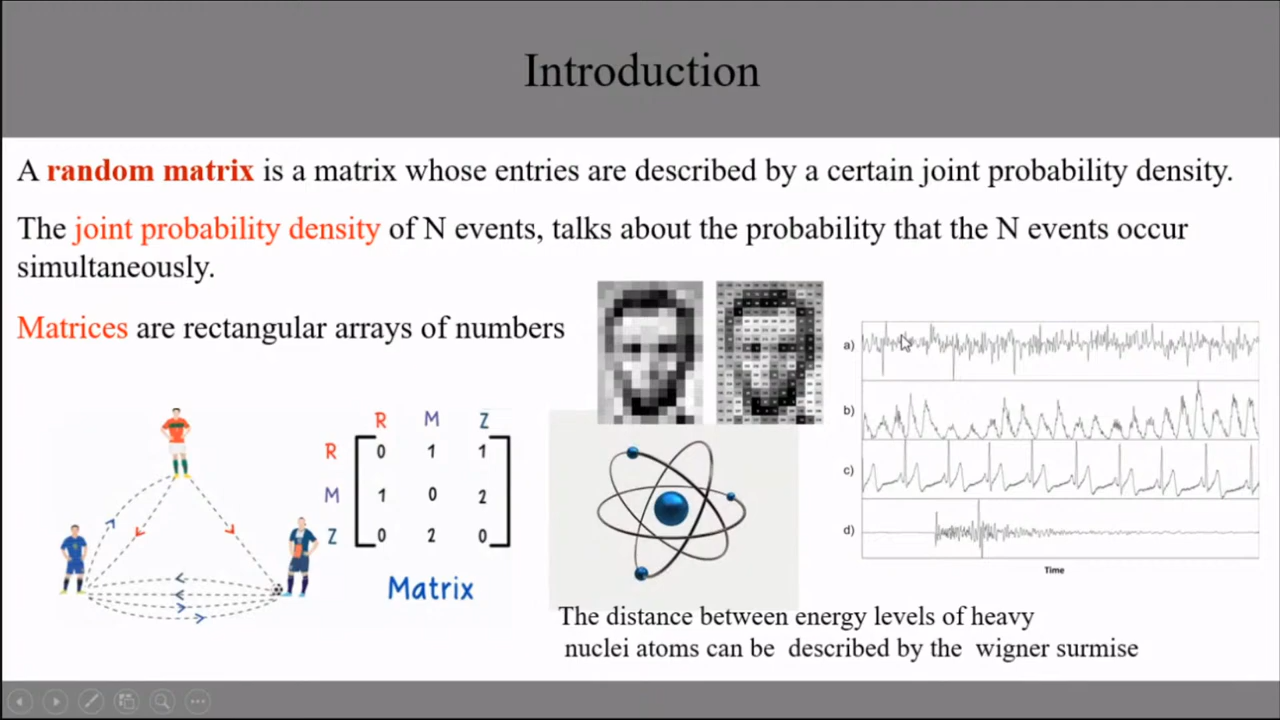 Introduction
A random matrix is a matrix whose entries are described by a certain joint probability density.
The joint probability density of N events, talks about the probability that the N events occur
simultaneously.
Matrices are rectangular arrays of numbers
R M Z
R 0 1 1
M 1 0 2
Z 0 2 0
Matrix
a)
b)
c)
d)
Time
The distance between energy levels of heavy
nuclei atoms can be described by the wigner surmise